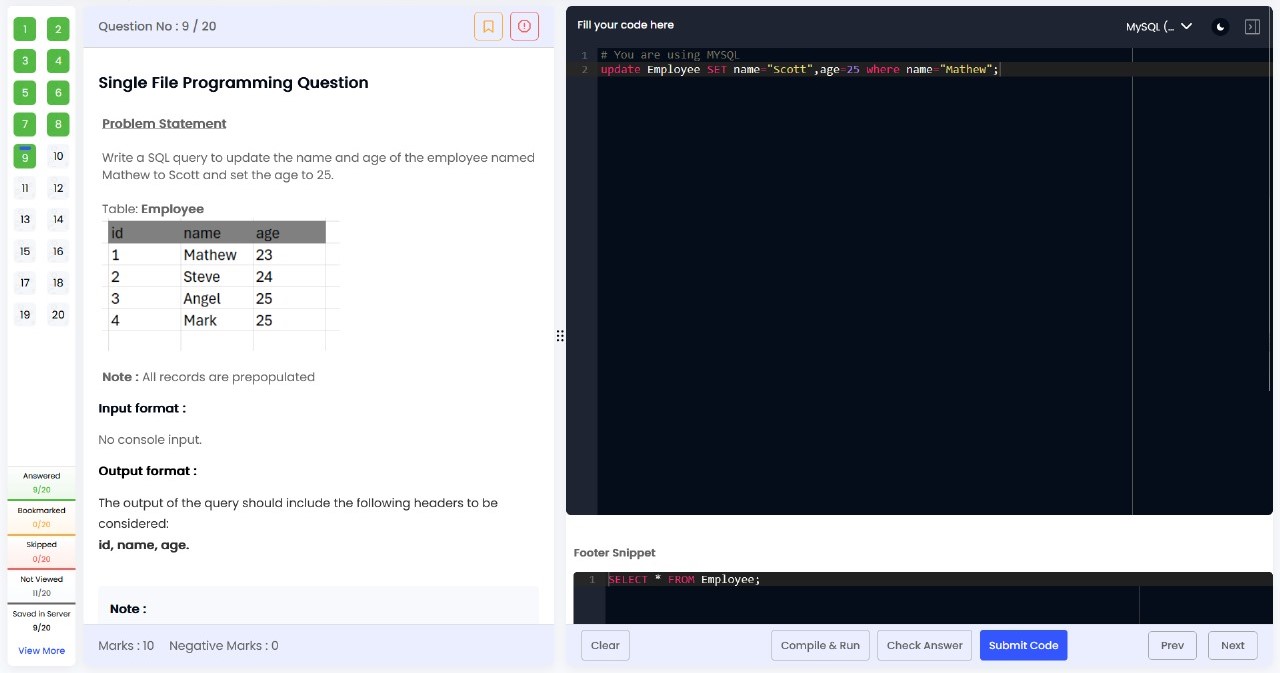 1 2
3 4
5 6
7 8
9 10
11 12
13 14
15 16
17 18
19 20
Answered
9/20
Bookmarked
0/20
Skipped
0/20
Not Viewed
11/20
Saved in Server
9/20
View More
Question No : 9 / 20
Single File Programming Question
Problem Statement
Write a SQL query to update the name and age of the employee named
Mathew to Scott and set the age to 25.
Table: Employee
id name age
1 Mathew 23
2 Steve 24
3 Angel 25
4 Mark 25
Note : All records are prepopulated
Input format :
No console input.
Output format :
The output of the query should include the following headers to be
considered:
id, name, age.
Note :
Marks : 10 Negative Marks : 0
Fill your code here
MySQL (...
1 # You are using MYSQL
2 update Employee SET name="Scott",age=25 where name="Mathew";
Footer Snippet
1 SELECT * FROM Employee;
Clear Compile & Run Check Answer Submit Code Prev Next